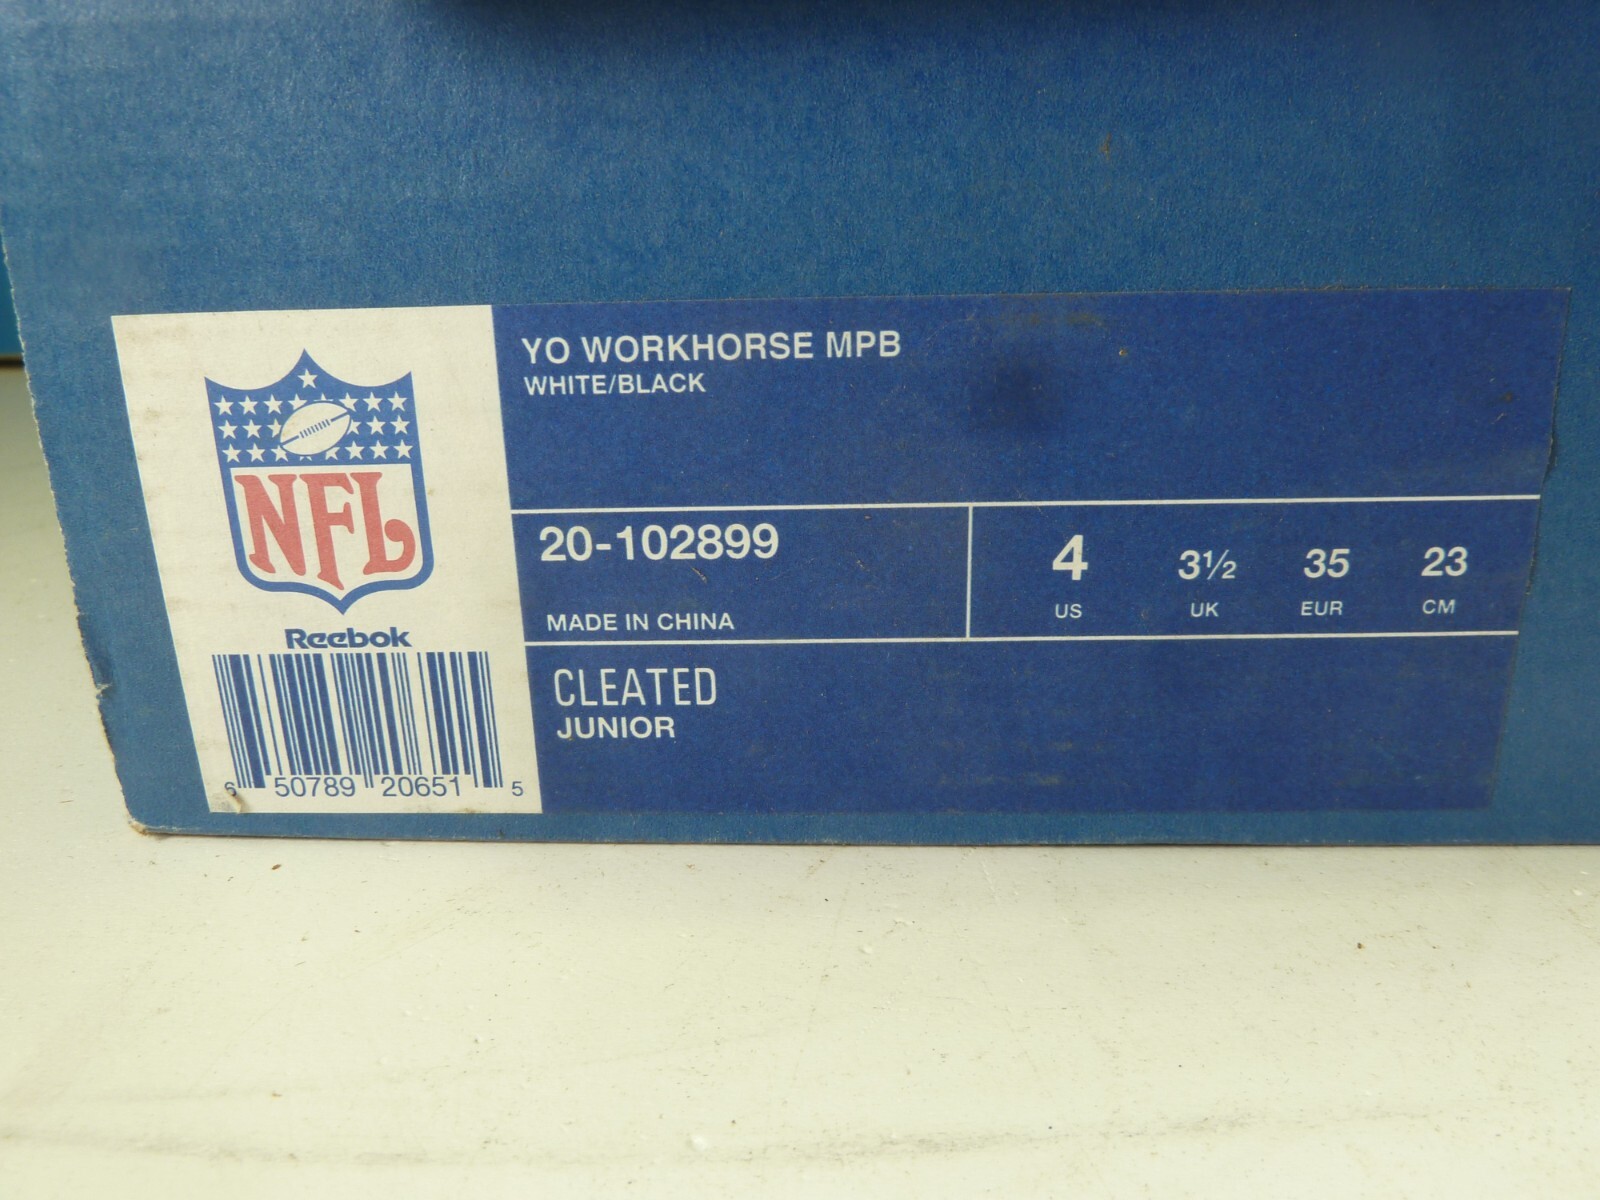 NFL
Reebok
6 50789 20651 5
YO WORKHORSE MPB
WHITE/BLACK
20-102899
MADE IN CHINA
4 3½ 35 23
US UK EUR CM
CLEATED
JUNIOR